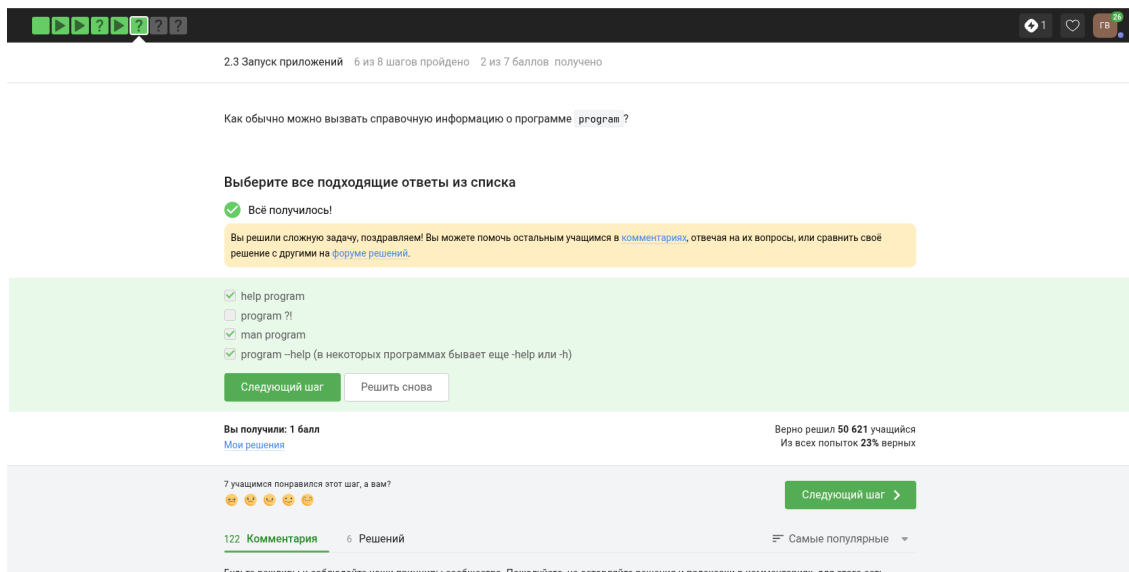 1
ГВ
26
2.3 Запуск приложений 6 из 8 шагов пройдено 2 из 7 баллов получено
Как обычно можно вызвать справочную информацию о программе program ?
Выберите все подходящие ответы из списка
Всё получилось!
Вы решили сложную задачу, поздравляем! Вы можете помочь остальным учащимся в комментариях, отвечая на их вопросы, или сравнить своё
решение с другими на форуме решений.
help program
program ?!
man program
program --help (в некоторых программах бывает еще -help или -h)
Следующий шаг Решить снова
Вы получили: 1 балл
Мои решения
Верно решил 50 621 учащийся
Из всех попыток 23% верных
7 учащимся понравился этот шаг, а вам?
Следующий шаг
122 Комментария 6 Решений
Самые популярные